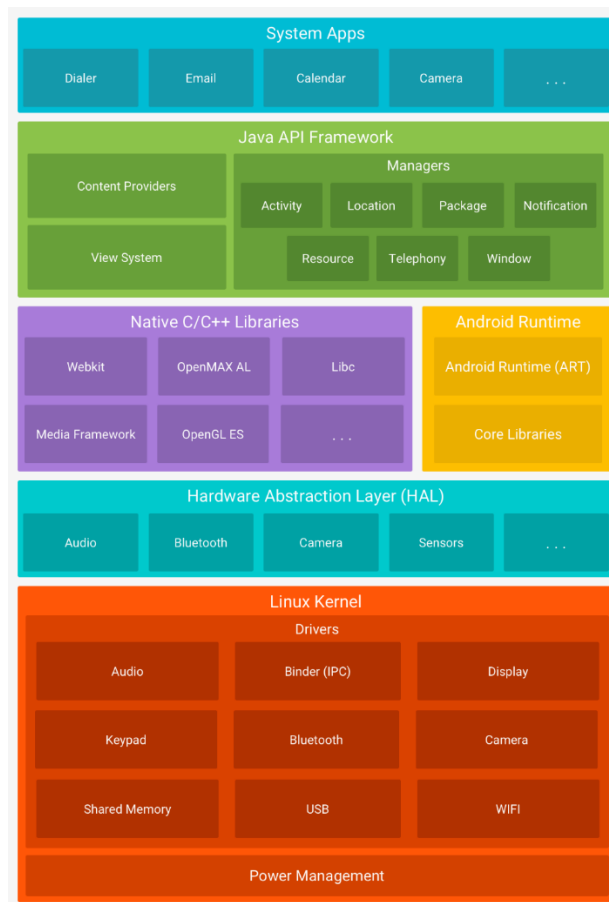 System Apps
Dialer
Email
Calendar
Camera
. . .
Java API Framework
Content Providers
View System
Managers
Activity
Location
Package
Notification
Resource
Telephony
Window
Native C/C++ Libraries
Webkit
OpenMAX AL
Libc
Media Framework
OpenGL ES
. . .
Android Runtime
Android Runtime (ART)
Core Libraries
Hardware Abstraction Layer (HAL)
Audio
Bluetooth
Camera
Sensors
. . .
Linux Kernel
Drivers
Audio
Binder (IPC)
Display
Keypad
Bluetooth
Camera
Shared Memory
USB
WIFI
Power Management